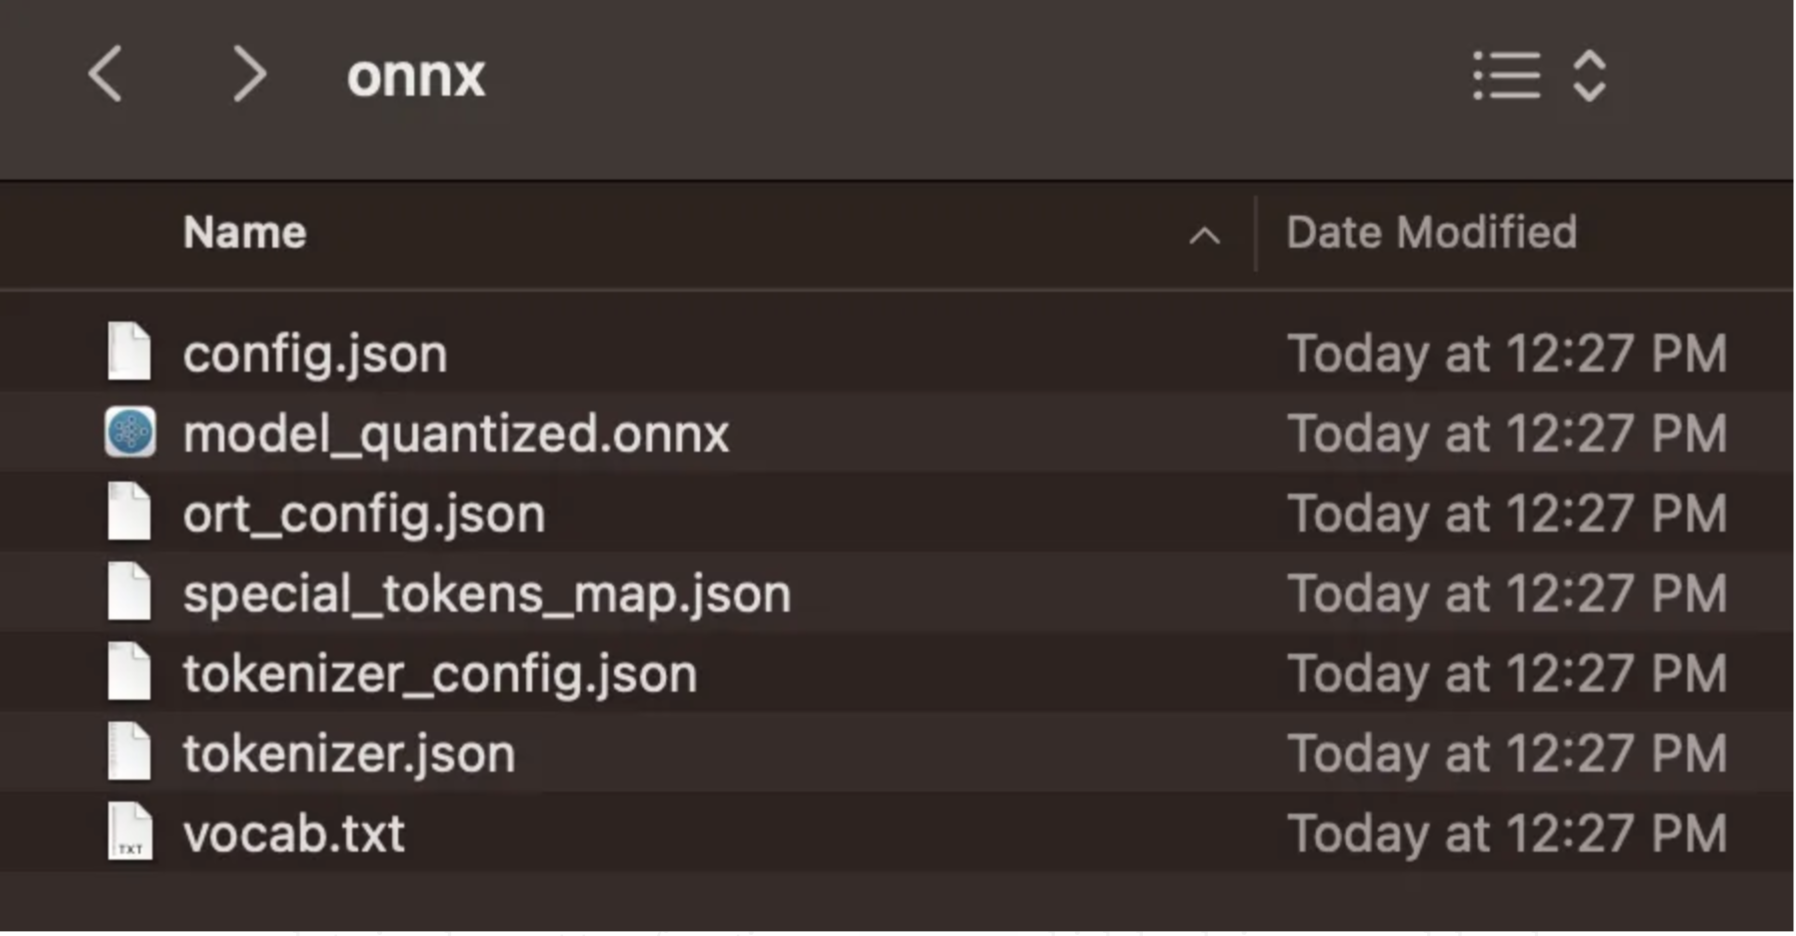 onnx
Name Date Modified
config.json Today at 12:27 PM
model_quantized.onnx Today at 12:27 PM
ort_config.json Today at 12:27 PM
special_tokens_map.json Today at 12:27 PM
tokenizer_config.json Today at 12:27 PM
tokenizer.json Today at 12:27 PM
TXT vocab.txt Today at 12:27 PM